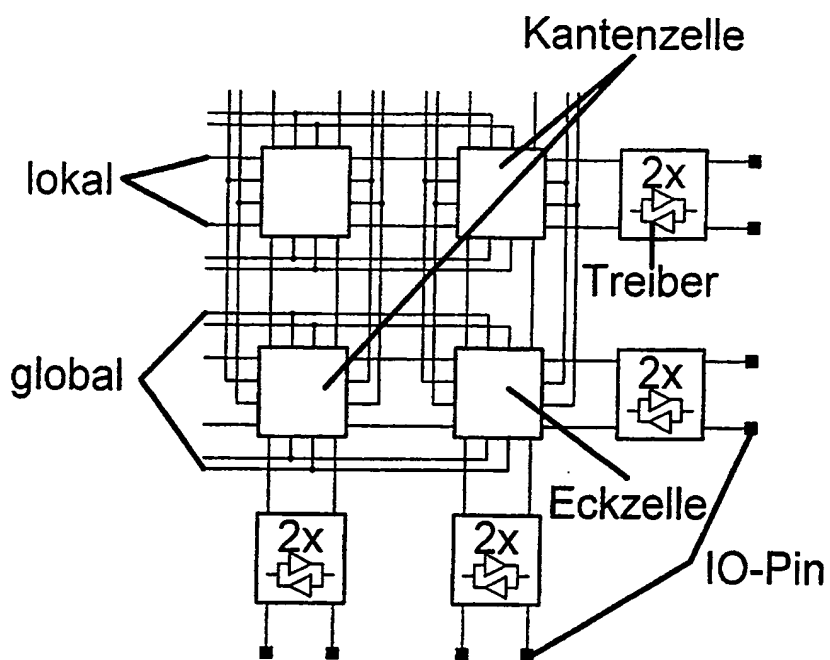 Kantenzelle
lokal
2x
Treiber
global
2x
Eckzelle
2x
2x
IO-Pin